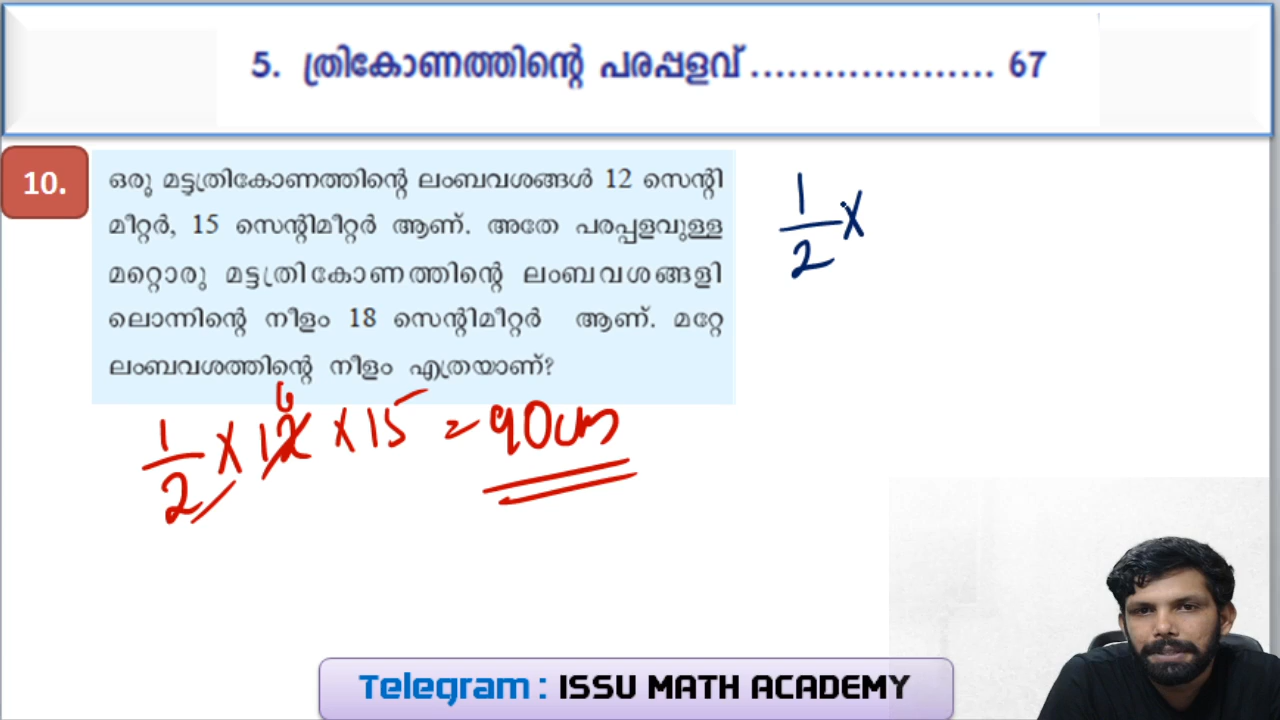 5. ത്രികോണത്തിന്റെ പരപ്പളവ് ..................... 67
10.
ഒരു മട്ടത്രികോണത്തിന്റെ ലംബവശങ്ങൾ 12 സെന്റി
മീറ്റർ, 15 സെന്റിമീറ്റർ ആണ്. അതേ പരപ്പളവുള്ള
മറ്റൊരു മട്ടത്രികോണത്തിന്റെ ലംബവശങ്ങളി
ലൊന്നിന്റെ നീളം 18 സെന്റിമീറ്റർ ആണ്. മറ്റേ
ലംബവശത്തിന്റെ നീളം എത്രയാണ്?
1/2 ×
6
1/2 × 12 × 15 = 90cm
Telegram : ISSU MATH ACADEMY